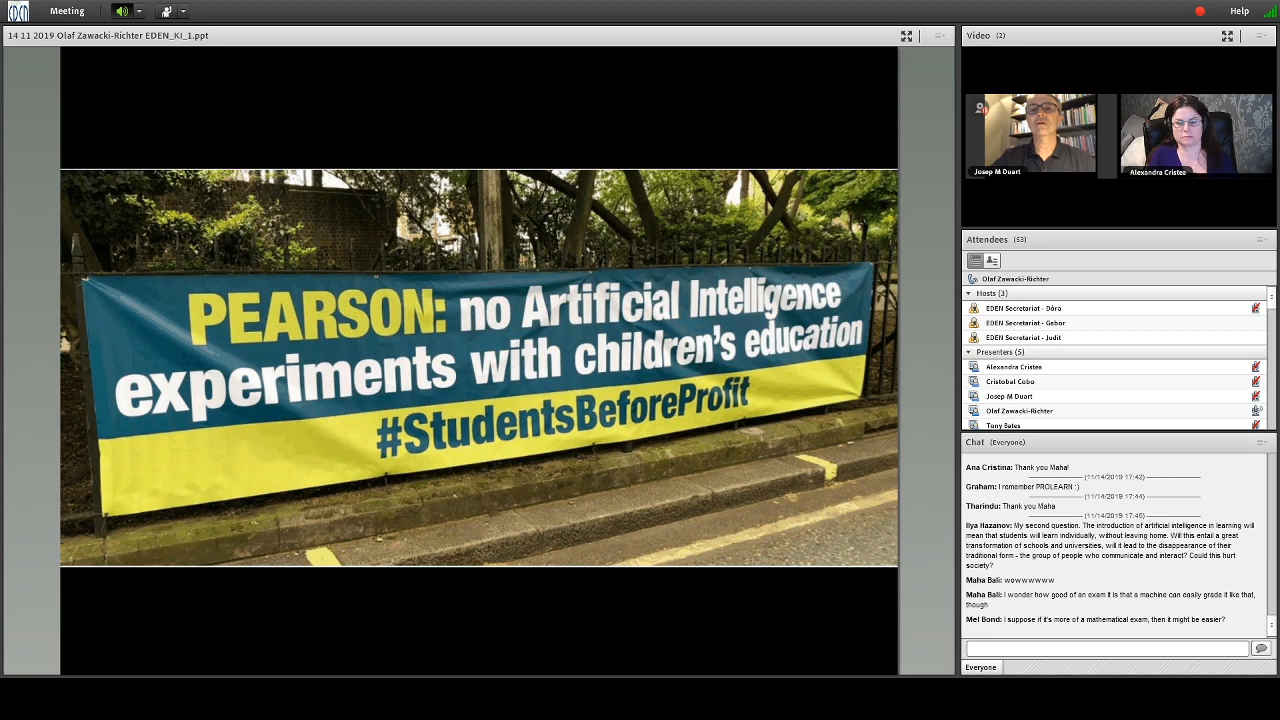 EDEN
Meeting
Help
14 11 2019 Olaf Zawacki-Richter EDEN_KI_1.ppt
PEARSON: no Artificial Intelligence
experiments with children's education
#StudentsBeforeProfit
Video (2)
Josep M Duart
Alexandra Cristea
Attendees (53)
Olaf Zawacki-Richter
Hosts (3)
EDEN Secretariat - Dóra
EDEN Secretariat - Gabor
EDEN Secretariat - Judit
Presenters (5)
Alexandra Cristea
Cristobal Cobo
Josep M Duart
Olaf Zawacki-Richter
Tony Bates
Chat (Everyone)
Ana Cristina: Thank you Maha!
(11/14/2019 17:42)
Graham: I remember PROLEARN :)
(11/14/2019 17:44)
Tharindu: Thank you Maha
(11/14/2019 17:45)
Ilya Hazanov: My second question. The introduction of artificial intelligence in learning will
mean that students will learn individually, without leaving home. Will this entail a great
transformation of schools and universities, will it lead to the disappearance of their
traditional form - the group of people who communicate and interact? Could this hurt
society?
Maha Bali: wowwwwww
Maha Bali: I wonder how good of an exam it is that a machine can easily grade it like that,
though
Mel Bond: I suppose if it's more of a mathematical exam, then it might be easier?
Everyone